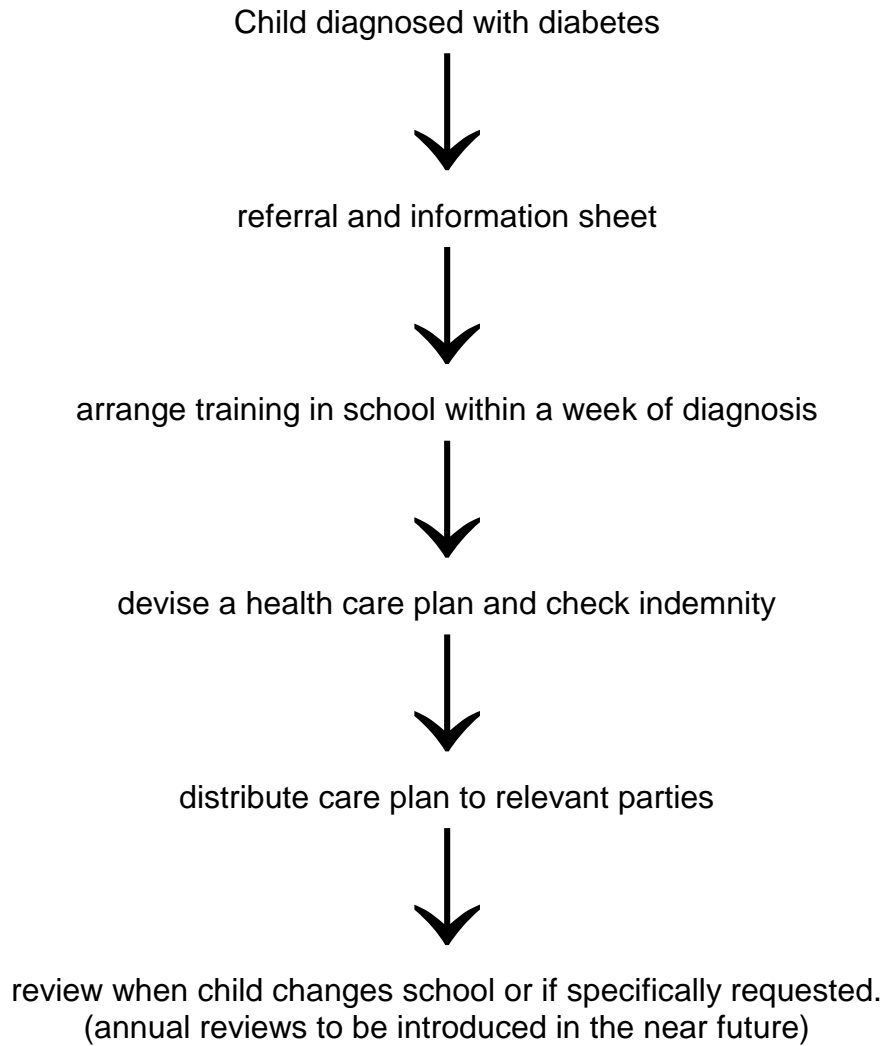 Child diagnosed with diabetes
referral and information sheet
arrange training in school within a week of diagnosis
devise a health care plan and check indemnity
distribute care plan to relevant parties
review when child changes school or if specifically requested.
(annual reviews to be introduced in the near future)